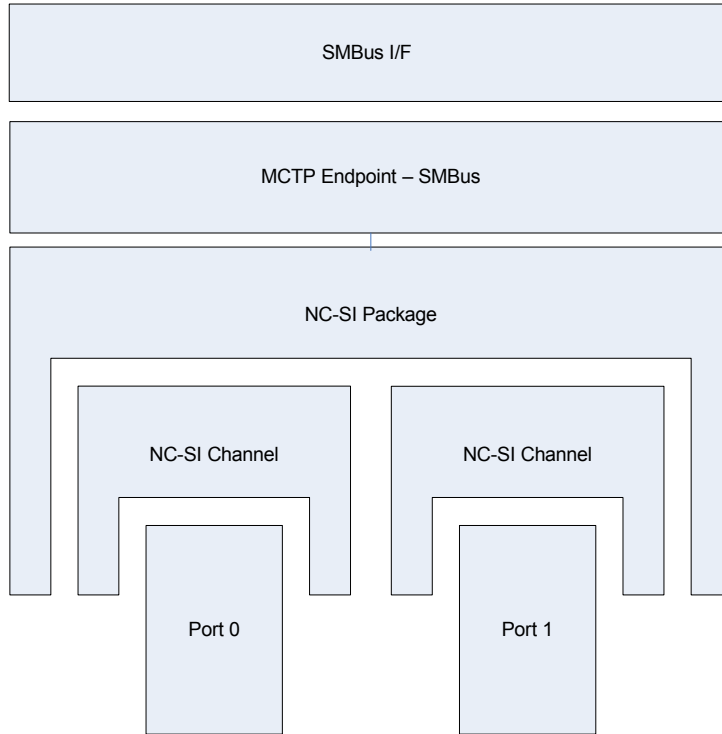 SMBus I/F
MCTP Endpoint – SMBus
NC-SI Package
NC-SI Channel
NC-SI Channel
Port 0
Port 1